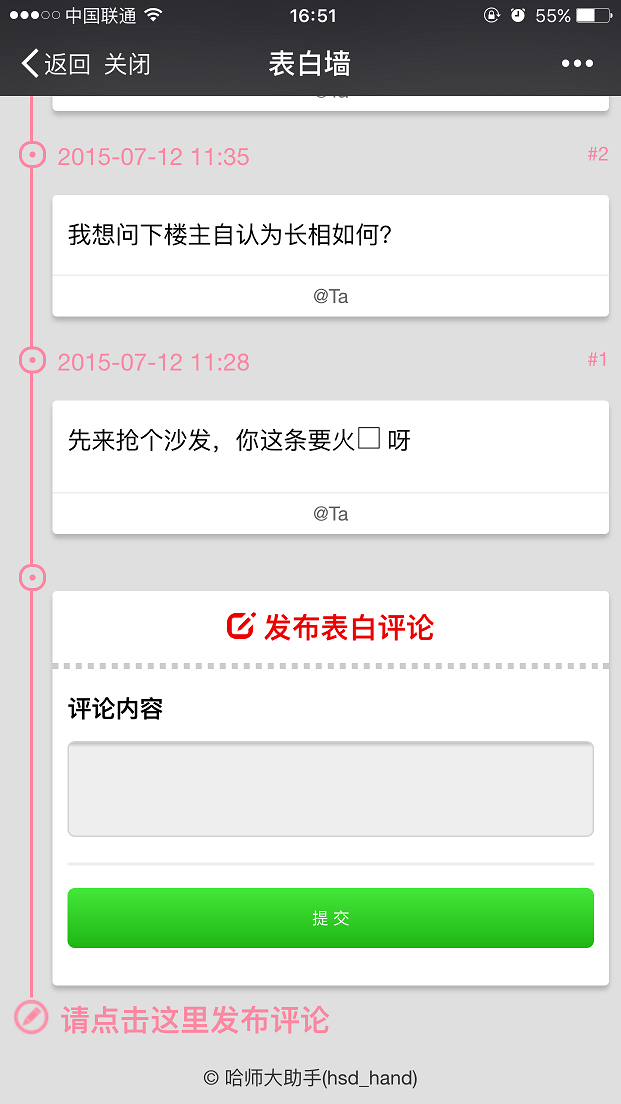 中国联通 16:51 55%
返回 关闭 表白墙
2015-07-12 11:35 #2
我想问下楼主自认为长相如何?
@Ta
2015-07-12 11:28 #1
先来抢个沙发，你这条要火□ 呀
@Ta
发布表白评论
评论内容
提 交
请点击这里发布评论
© 哈师大助手(hsd_hand)